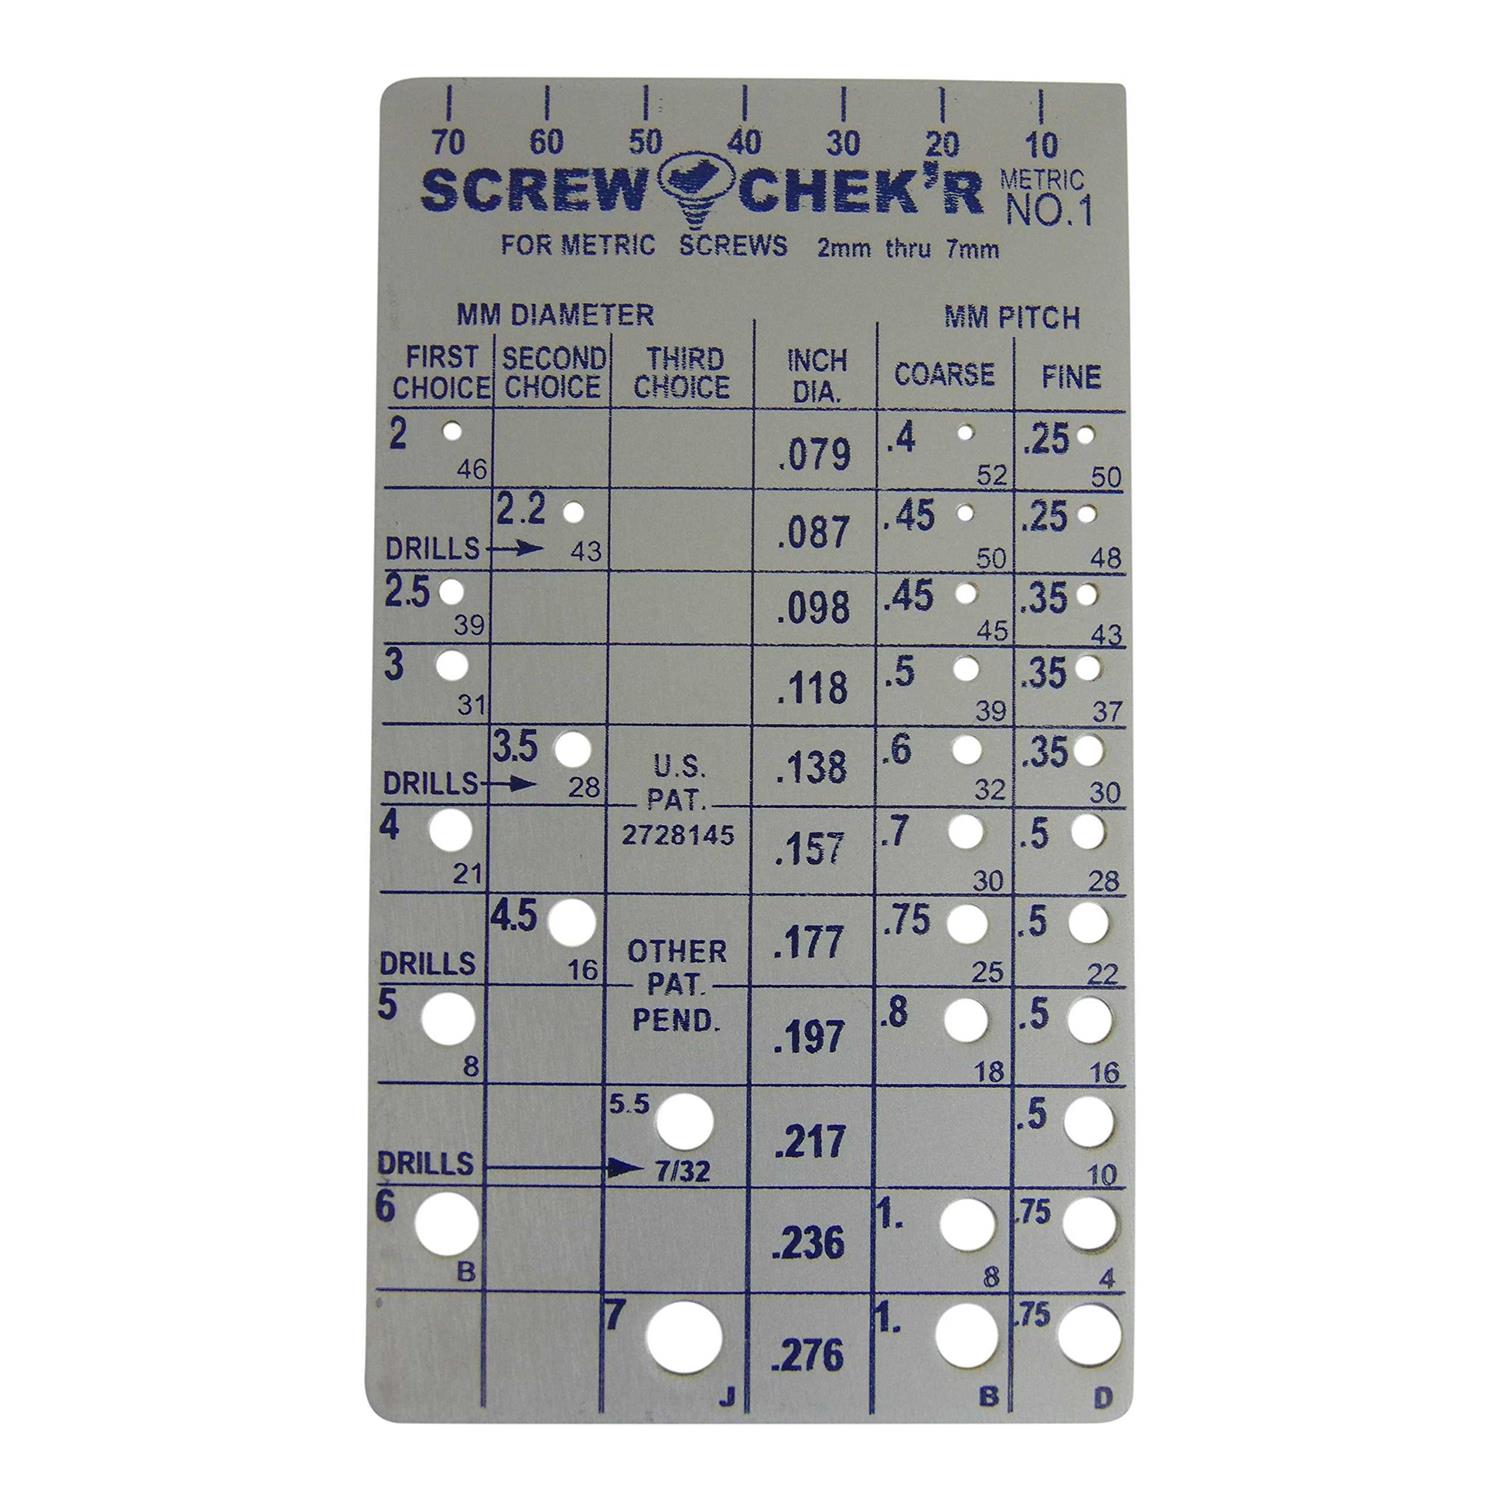 70 60 50 40 30 20 10
SCREW CHEK'R METRIC NO.1
FOR METRIC SCREWS 2mm thru 7mm
MM DIAMETER MM PITCH
FIRST CHOICE SECOND CHOICE THIRD CHOICE INCH DIA. COARSE FINE
2 46 .079 .4 52 .25 50
DRILLS 2.2 43 .087 .45 50 .25 48
2.5 39 .098 .45 45 .35 43
3 31 .118 .5 39 .35 37
DRILLS 3.5 28 U.S. PAT. .138 .6 32 .35 30
4 21 2728145 .157 .7 30 .5 28
DRILLS 4.5 16 OTHER PAT. .177 .75 25 .5 22
5 8 PEND. .197 .8 18 .5 16
DRILLS 5.5 7/32 .217 .5 10
6 B .236 1. 8 .75 4
7 J .276 1. B .75 D